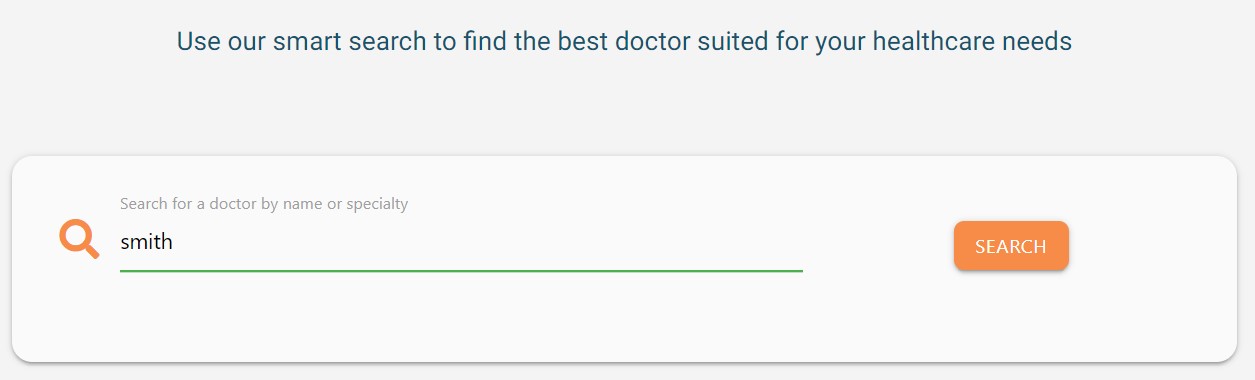 Use our smart search to find the best doctor suited for your healthcare needs
Search for a doctor by name or specialty
smith
SEARCH